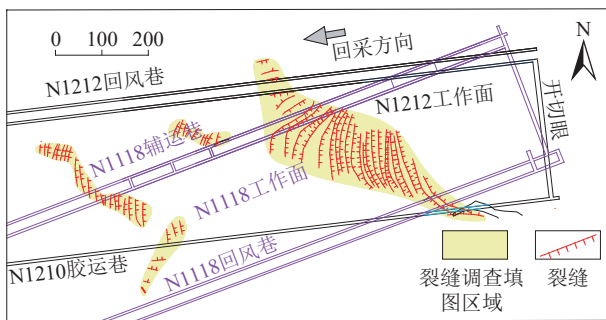 0 100 200
回采方向
N
N1212回风巷
N1212工作面
开切眼
N1118辅运巷
N1118工作面
N1210胶运巷
N1118回风巷
裂缝调查填
图区域
裂缝